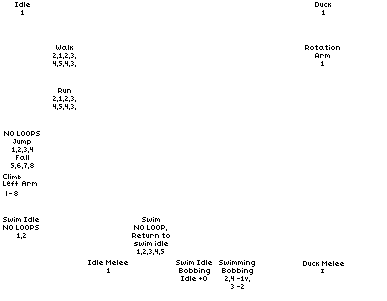 Idle
1
Duck
1
Walk
2,1,2,3,
4,5,4,3,
Rotation
Arm
1
Run
2,1,2,3,
4,5,4,3,
NO LOOPS
Jump
1,2,3,4
Fall
5,6,7,8
Climb
Left Arm
1-8
Swim Idle
NO LOOPS
1,2
Swim
NO LOOP,
Return to
swim idle
1,2,3,4,5
Idle Melee
1
Swim Idle
Bobbing
Idle +0
Swimming
Bobbing
2,4 -1v,
3 -2
Duck Melee
1